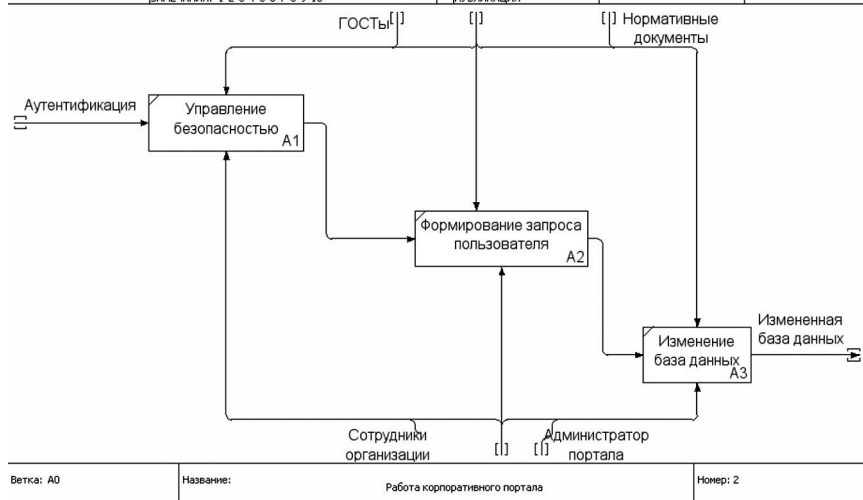 ГОСТы
Нормативные
документы
Аутентификация
Управление
безопасностью
A1
Формирование запроса
пользователя
A2
Измененная
база данных
Изменение
база данных
A3
Сотрудники
организации
Администратор
портала
Ветка: A0
Название:
Работа корпоративного портала
Номер: 2